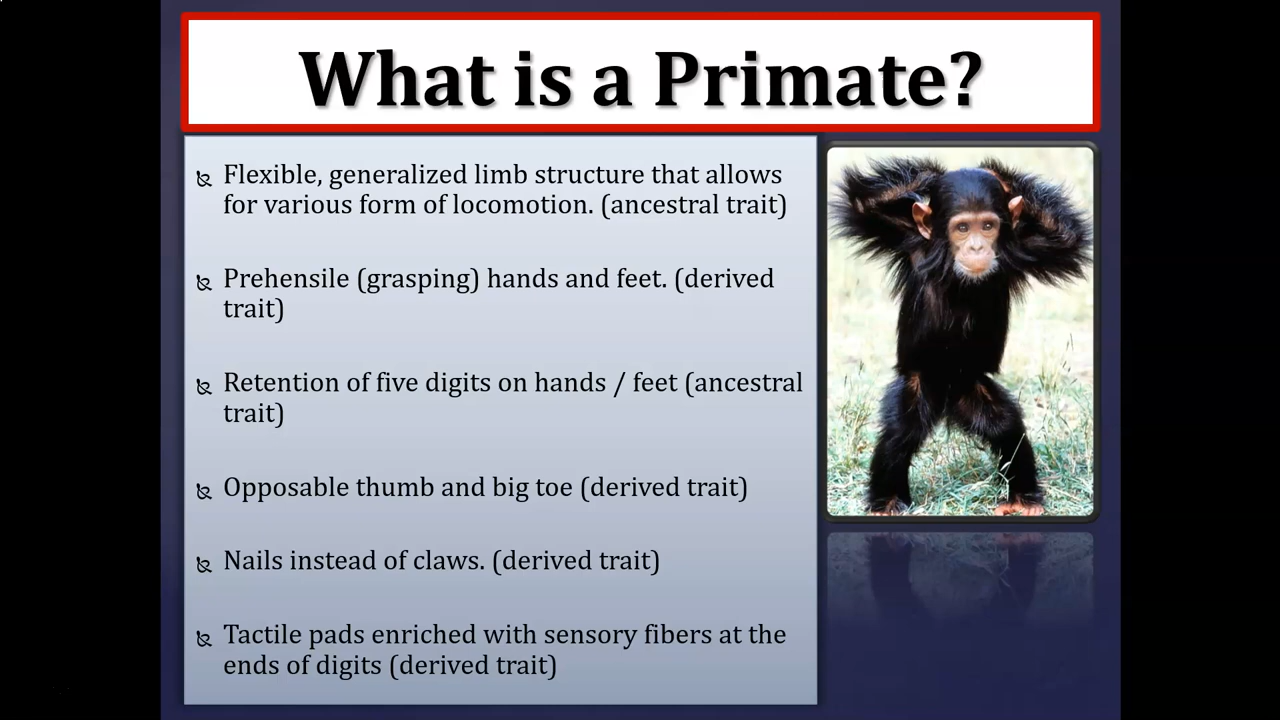 What is a Primate?
Flexible, generalized limb structure that allows
for various form of locomotion. (ancestral trait)
Prehensile (grasping) hands and feet. (derived
trait)
Retention of five digits on hands / feet (ancestral
trait)
Opposable thumb and big toe (derived trait)
Nails instead of claws. (derived trait)
Tactile pads enriched with sensory fibers at the
ends of digits (derived trait)